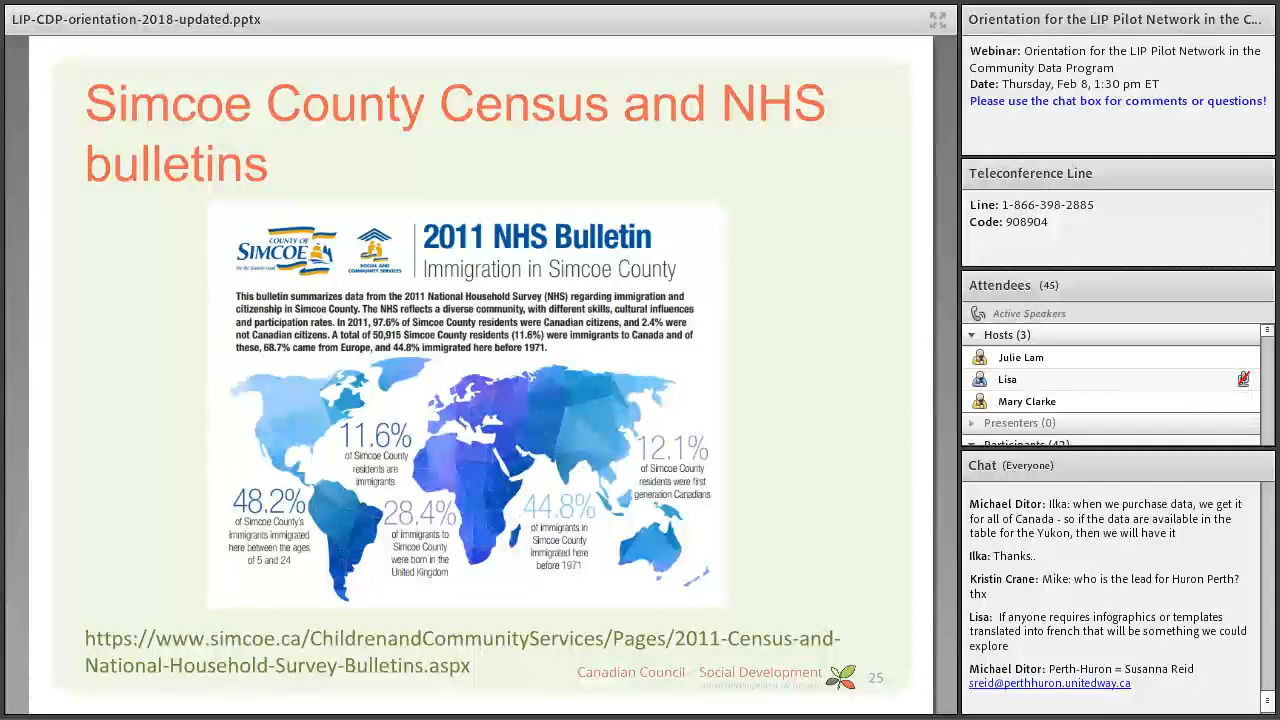 LIP-CDP-orientation-2018-updated.pptx
Simcoe County Census and NHS
bulletins
COUNTY OF
SIMCOE
SOCIAL AND
COMMUNITY SERVICES
2011 NHS Bulletin
Immigration in Simcoe County
This bulletin summarizes data from the 2011 National Household Survey (NHS) regarding immigration and
citizenship in Simcoe County. The NHS reflects a diverse community, with different skills, cultural influences
and participation rates. In 2011, 97.6% of Simcoe County residents were Canadian citizens, and 2.4% were
not Canadian citizens. A total of 50,915 Simcoe County residents (11.6%) were immigrants to Canada and of
these, 68.7% came from Europe, and 44.8% immigrated here before 1971.
11.6%
of Simcoe County
residents are
immigrants
12.1%
of Simcoe County
residents were first
generation Canadians
48.2%
of Simcoe County's
immigrants immigrated
here between the ages
of 5 and 24
28.4%
of immigrants to
Simcoe County
were born in the
United Kingdom
44.8%
of immigrants in
Simcoe County
immigrated here
before 1971
https://www.simcoe.ca/ChildrenandCommunityServices/Pages/2011-Census-and-
National-Household-Survey-Bulletins.aspx
Canadian Council Social Development
25
Orientation for the LIP Pilot Network in the C...
Webinar: Orientation for the LIP Pilot Network in the
Community Data Program
Date: Thursday, Feb 8, 1:30 pm ET
Please use the chat box for comments or questions!
Teleconference Line
Line: 1-866-398-2885
Code: 908904
Attendees (45)
Active Speakers
Hosts (3)
Julie Lam
Lisa
Mary Clarke
Presenters (0)
Participants (42)
Chat (Everyone)
Michael Ditor: Ilka: when we purchase data, we get it
for all of Canada - so if the data are available in the
table for the Yukon, then we will have it
Ilka: Thanks..
Kristin Crane: Mike: who is the lead for Huron Perth?
thx
Lisa: If anyone requires infographics or templates
translated into french that will be something we could
explore
Michael Ditor: Perth-Huron = Susanna Reid
sreid@perthhuron.unitedway.ca